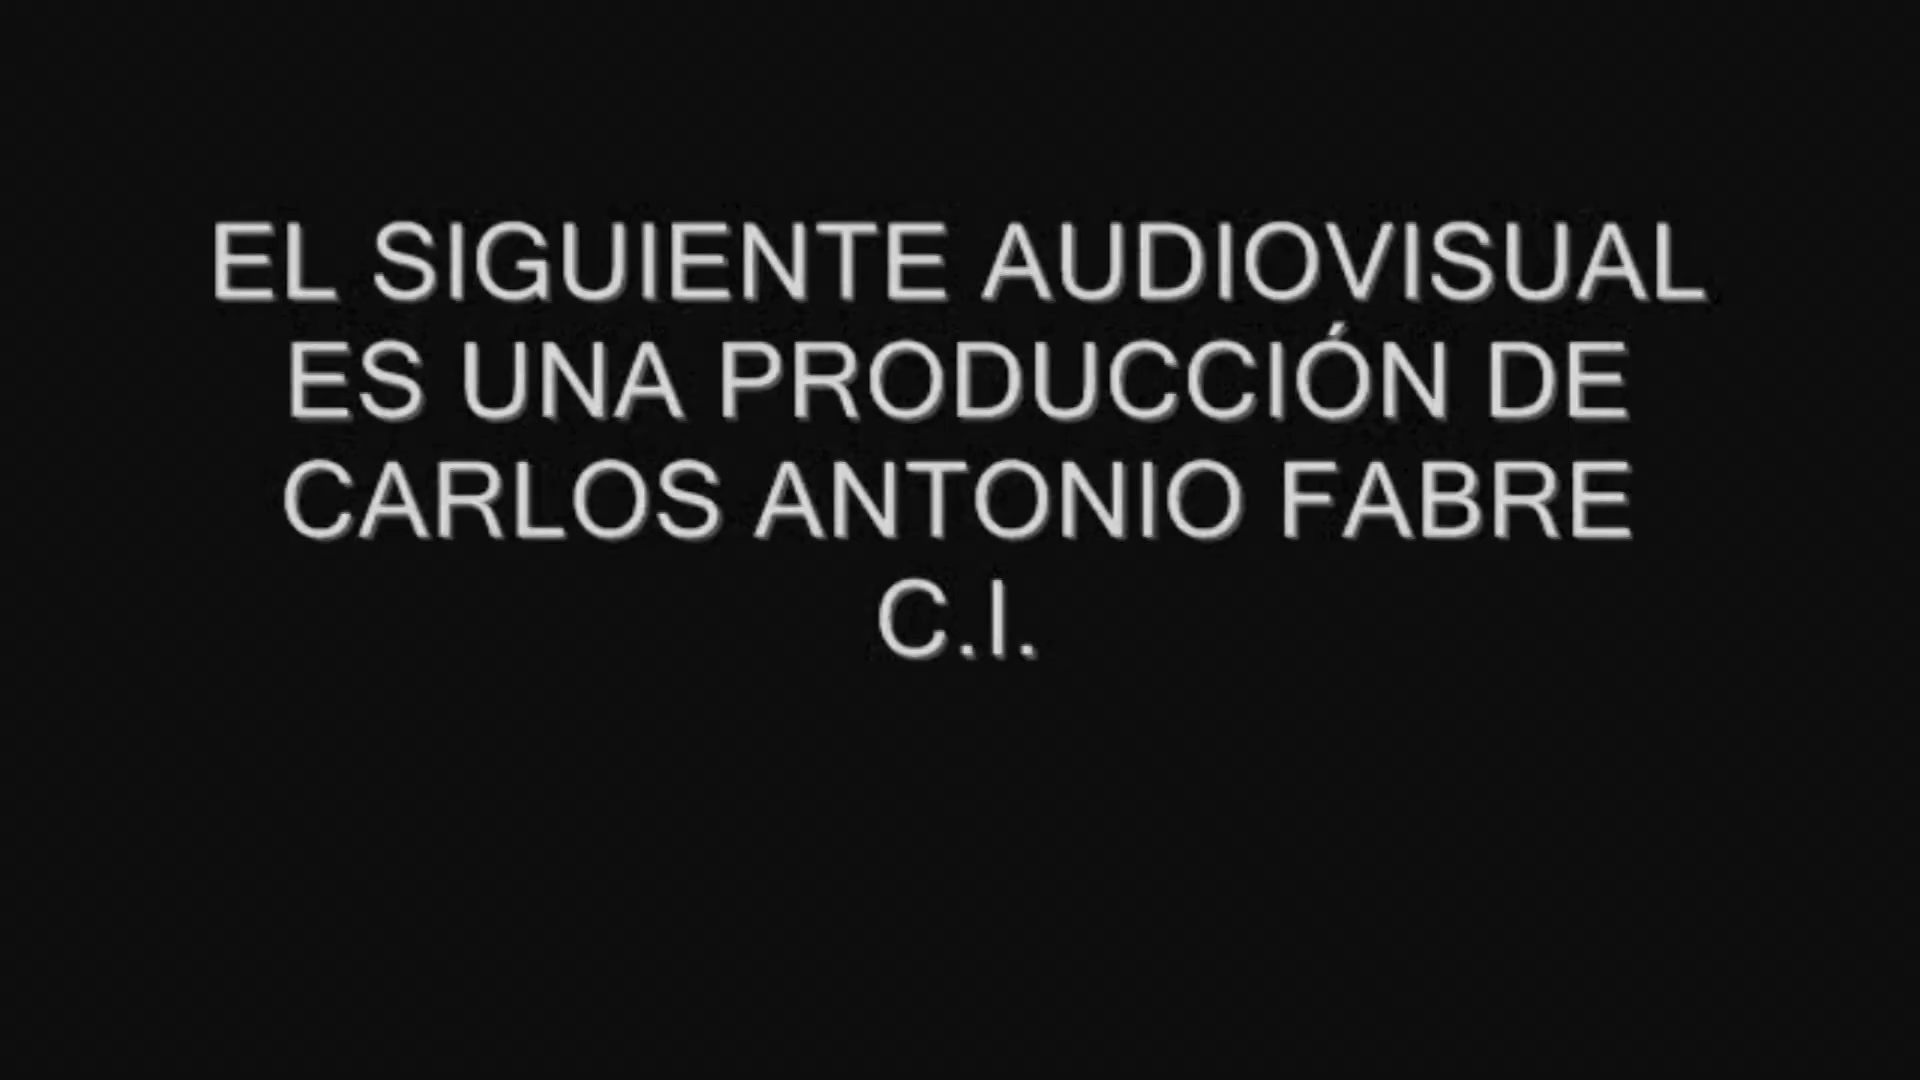 EL SIGUIENTE AUDIOVISUAL
ES UNA PRODUCCIÓN DE
CARLOS ANTONIO FABRE
C.I.